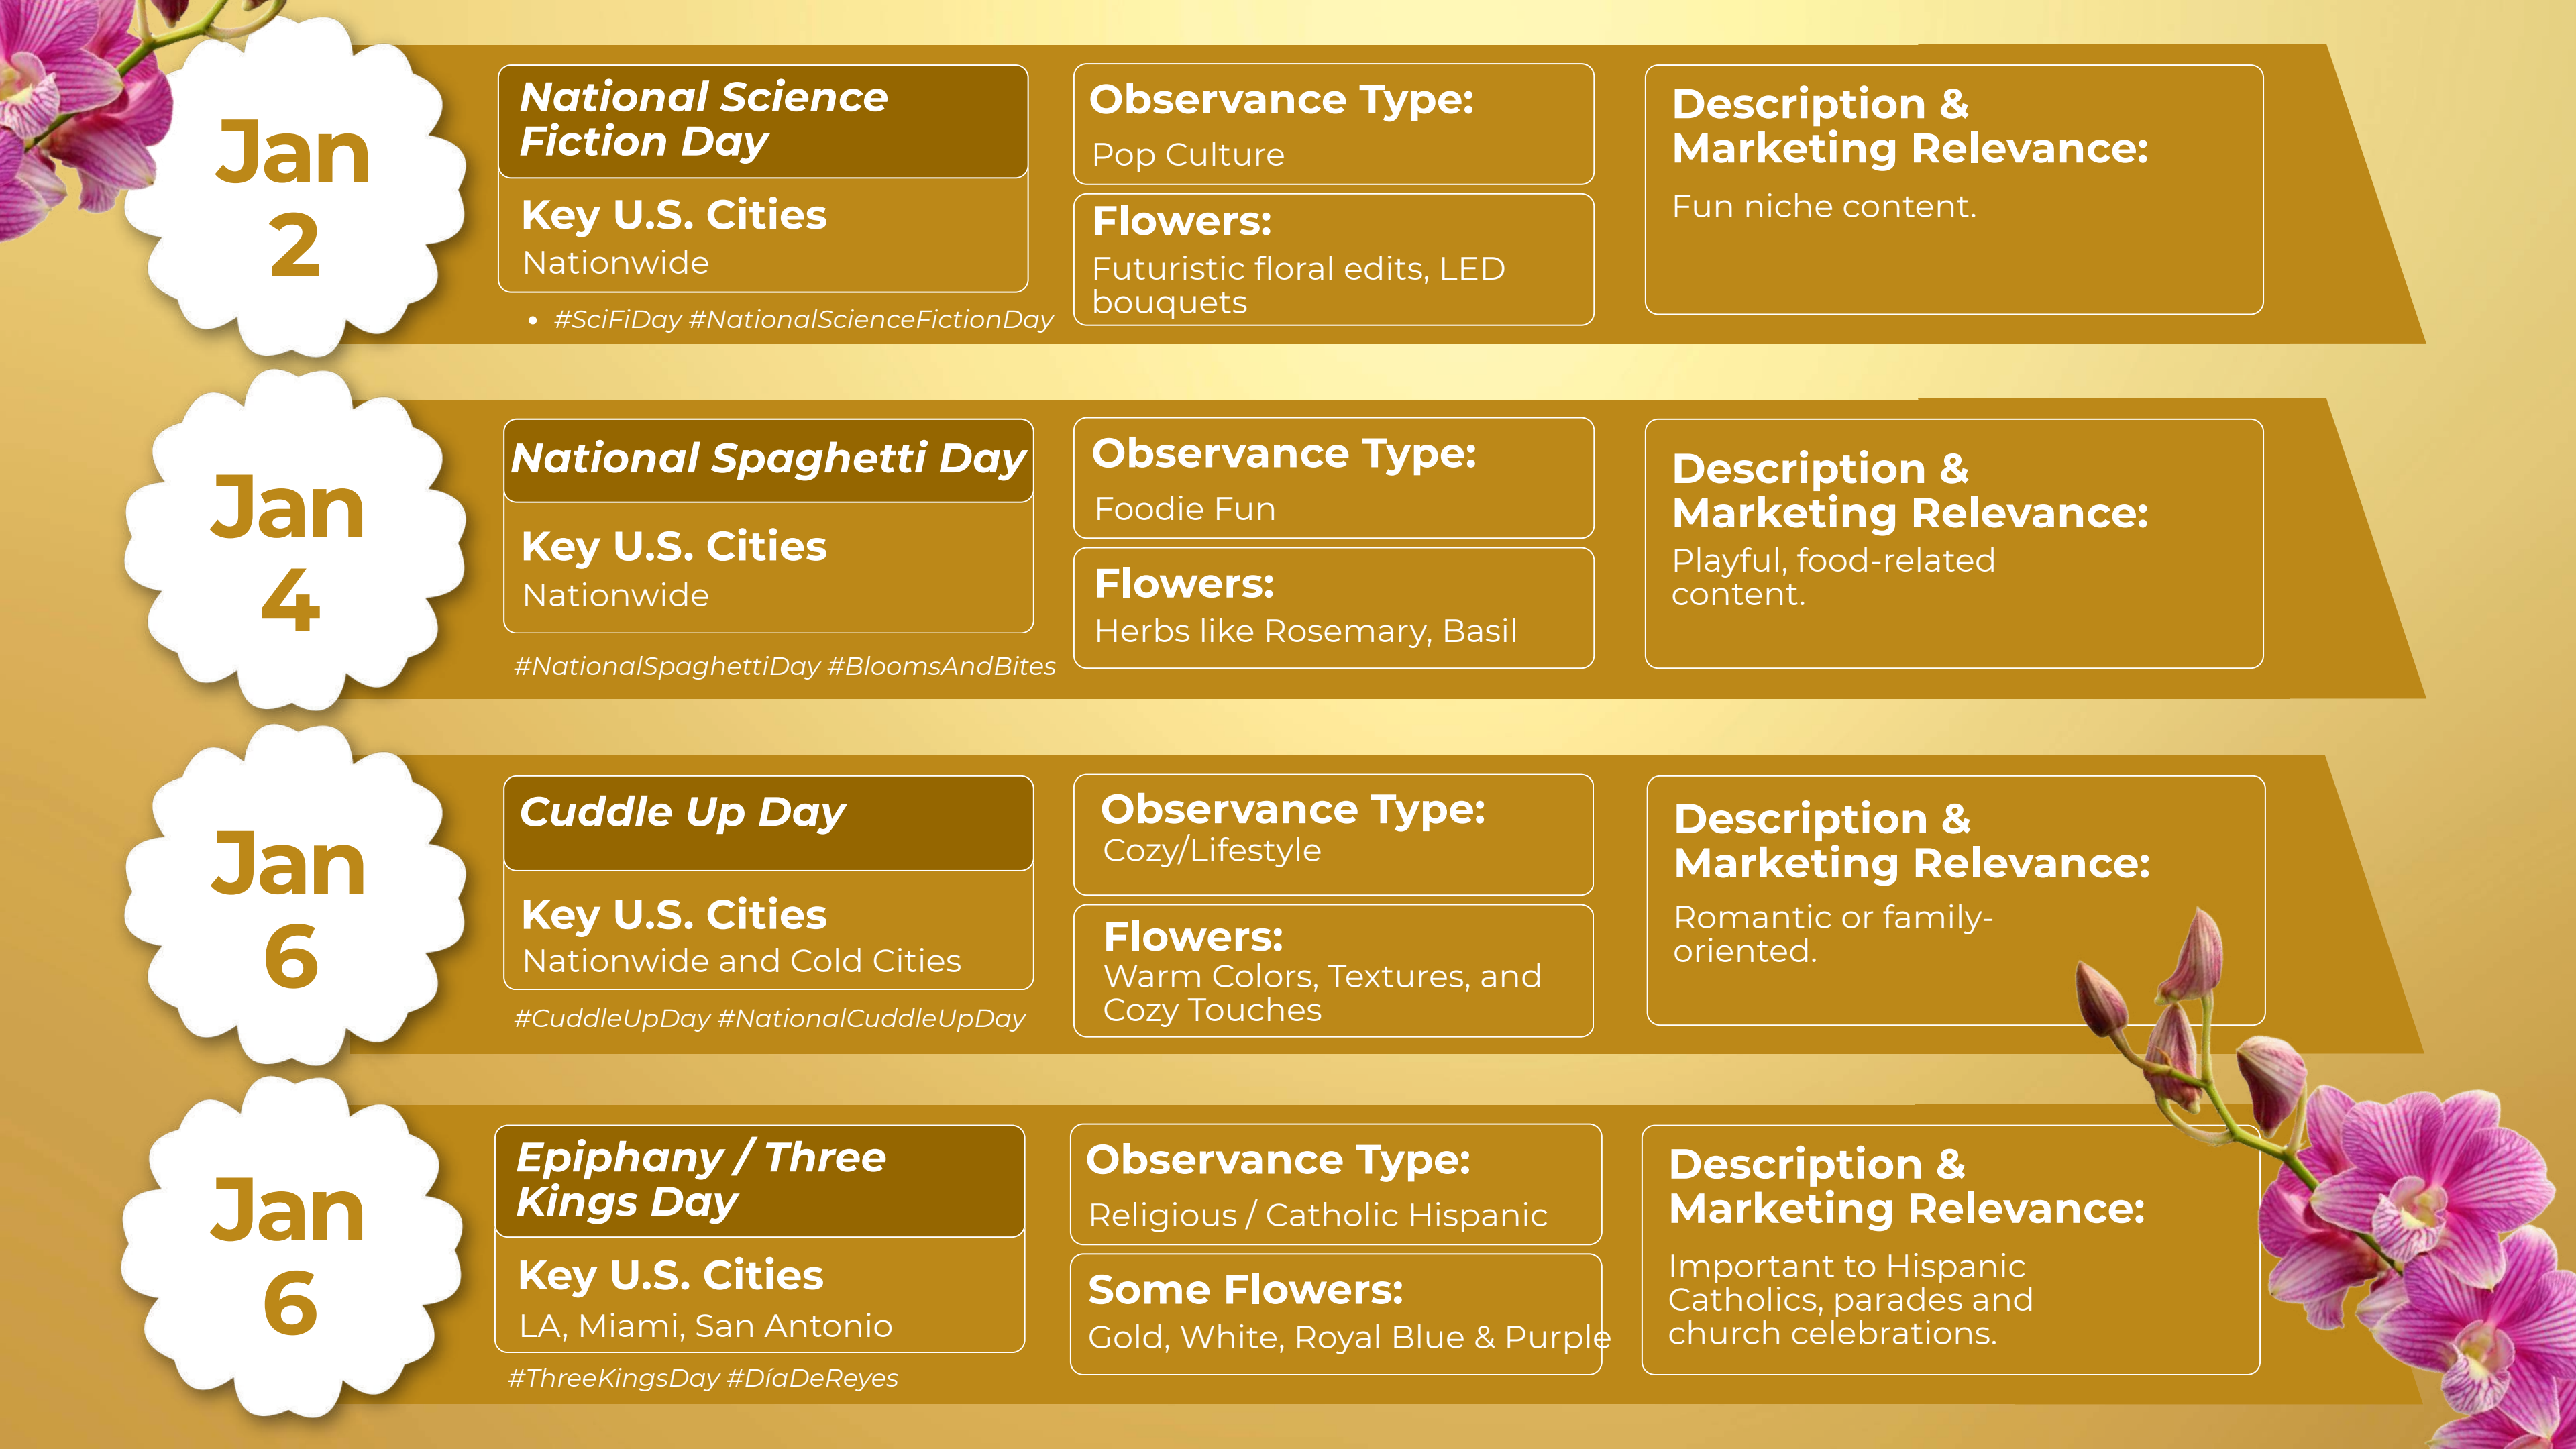 Jan
2
National Science
Fiction Day
Key U.S. Cities
Nationwide
• #SciFiDay #NationalScienceFictionDay
Observance Type:
Pop Culture
Flowers:
Futuristic floral edits, LED
bouquets
Description &
Marketing Relevance:
Fun niche content.
Jan
4
National Spaghetti Day
Key U.S. Cities
Nationwide
#NationalSpaghettiDay #BloomsAndBites
Observance Type:
Foodie Fun
Flowers:
Herbs like Rosemary, Basil
Description &
Marketing Relevance:
Playful, food-related
content.
Jan
6
Cuddle Up Day
Key U.S. Cities
Nationwide and Cold Cities
#CuddleUpDay #NationalCuddleUpDay
Observance Type:
Cozy/Lifestyle
Flowers:
Warm Colors, Textures, and
Cozy Touches
Description &
Marketing Relevance:
Romantic or family-
oriented.
Jan
6
Epiphany / Three
Kings Day
Key U.S. Cities
LA, Miami, San Antonio
#ThreeKingsDay #DíaDeReyes
Observance Type:
Religious / Catholic Hispanic
Some Flowers:
Gold, White, Royal Blue & Purple
Description &
Marketing Relevance:
Important to Hispanic
Catholics, parades and
church celebrations.